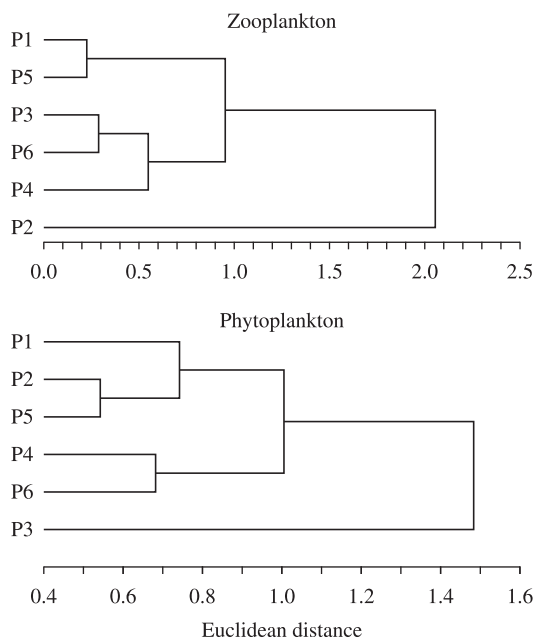 Zooplankton
P1
P5
P3
P6
P4
P2
0.0 0.5 1.0 1.5 2.0 2.5
Phytoplankton
P1
P2
P5
P4
P6
P3
0.4 0.6 0.8 1.0 1.2 1.4 1.6
Euclidean distance